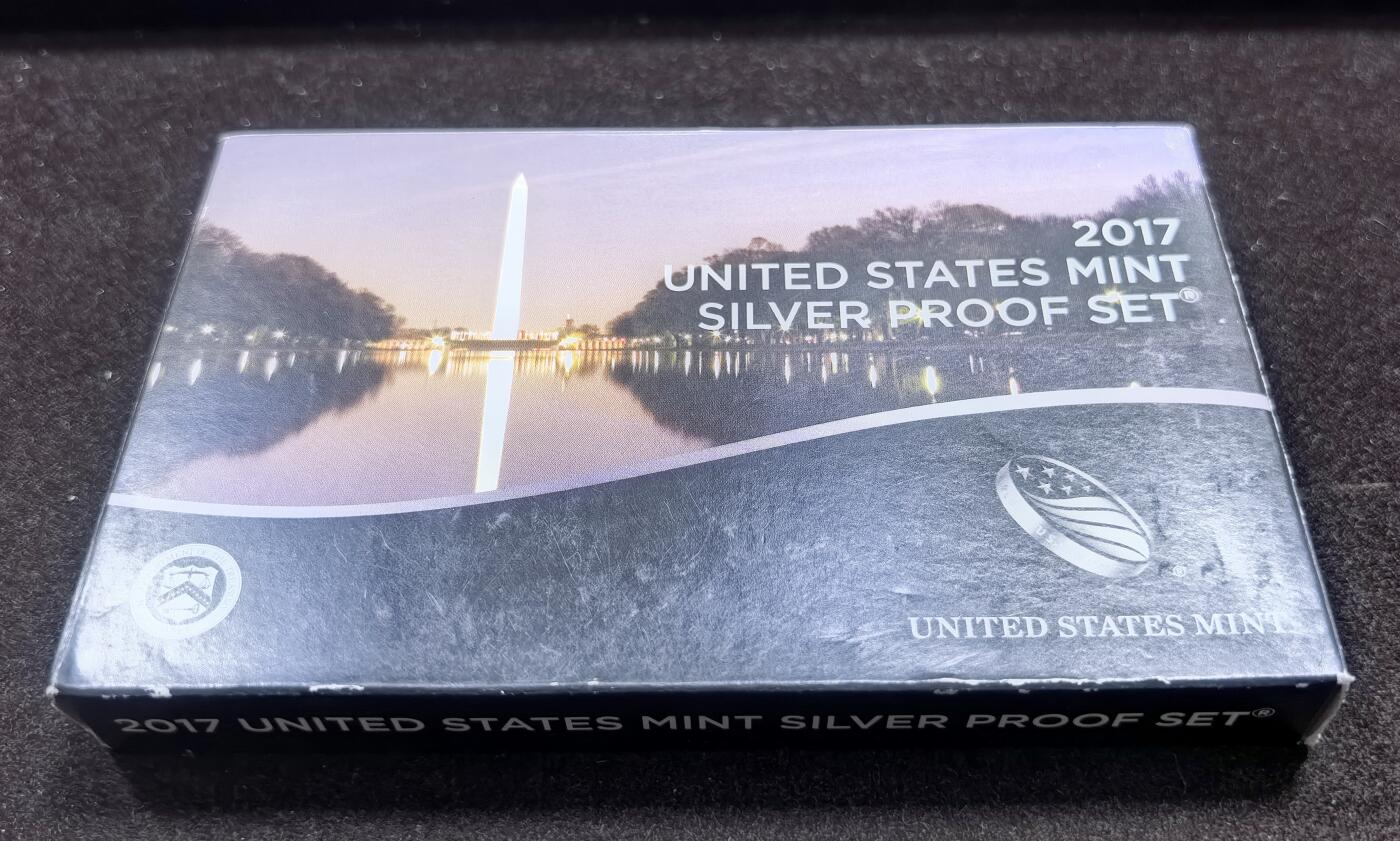 2017
UNITED STATES MINT
SILVER PROOF SET®
UNITED STATES MINT
2017 UNITED STATES MINT SILVER PROOF SET®